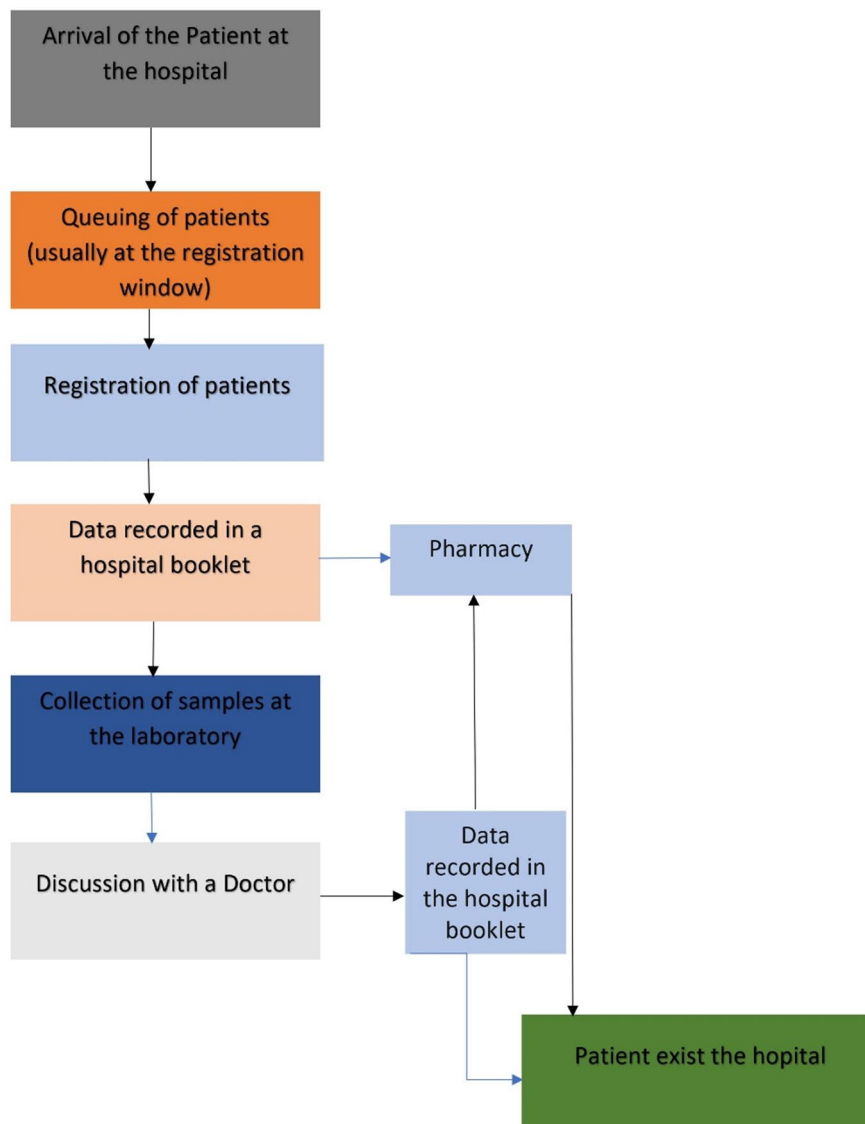 Arrival of the Patient at
the hospital
Queuing of patients
(usually at the registration
window)
Registration of patients
Data recorded in a
hospital booklet
Pharmacy
Collection of samples at
the laboratory
Discussion with a Doctor
Data
recorded in
the hospital
booklet
Patient exist the hopital